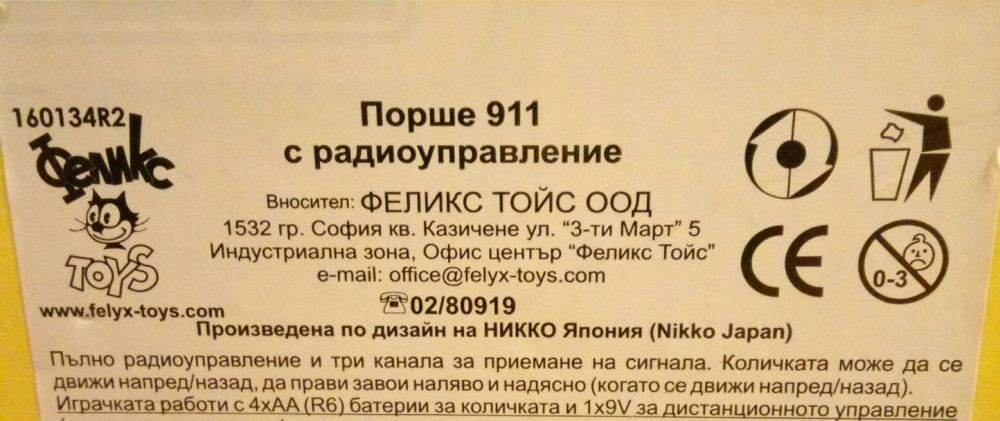 160134R2
Феликс
TOYS
www.felyx-toys.com
Порше 911
с радиоуправление
Вносител: ФЕЛИКС ТОЙС ООД
1532 гр. София кв. Казичене ул. “3-ти Март” 5
Индустриална зона, Офис център “Феликс Тойс”
e-mail: office@felyx-toys.com
☎02/80919
Произведена по дизайн на НИККО Япония (Nikko Japan)
CE
0-3
Пълно радиоуправление и три канала за приемане на сигнала. Количката може да се
движи напред/назад, да прави завои наляво и надясно (когато се движи напред/назад).
Играчката работи с 4xAA (R6) батерии за количката и 1x9V за дистанционното управление